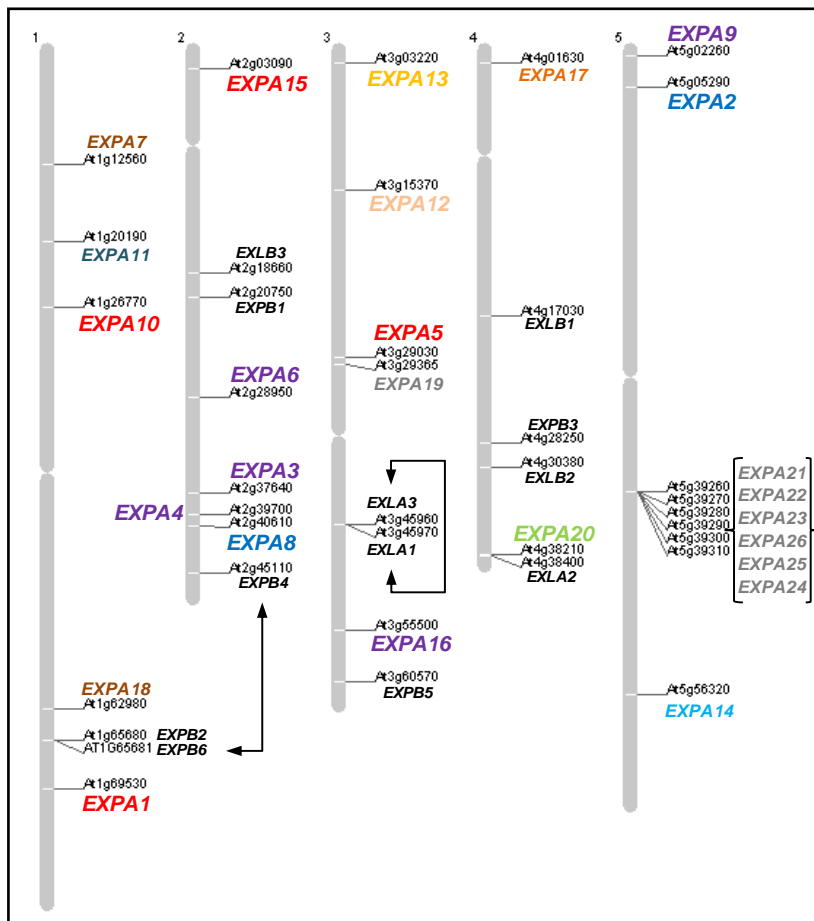 1
EXPA7
At1g12560
At1g20190
EXPA11
At1g26770
EXPA10
EXPA18
At1g62980
At1g65680 EXPB2
AT1G65681 EXPB6
At1g69530
EXPA1
2
At2g03090
EXPA15
EXLB3
At2g18660
At2g20750
EXPB1
EXPA6
At2g28950
EXPA3
At2g37640
EXPA4 At2g39700
At2g40610
EXPA8
At2g45110
EXPB4
3
At3g03220
EXPA13
At3g15370
EXPA12
EXPA5
At3g29030
At3g29365
EXPA19
EXLA3
At3g45960
At3g45970
EXLA1
At3g55500
EXPA16
At3g60570
EXPB5
4
At4g01630
EXPA17
At4g17030
EXLB1
EXPB3
At4g28250
At4g30380
EXLB2
EXPA20
At4g38210
At4g38400
EXLA2
5
EXPA9
At5g02260
At5g05290
EXPA2
At5g39260 EXPA21
At5g39270 EXPA22
At5g39280 EXPA23
At5g39290 EXPA26
At5g39300 EXPA25
At5g39310 EXPA24
At5g56320
EXPA14